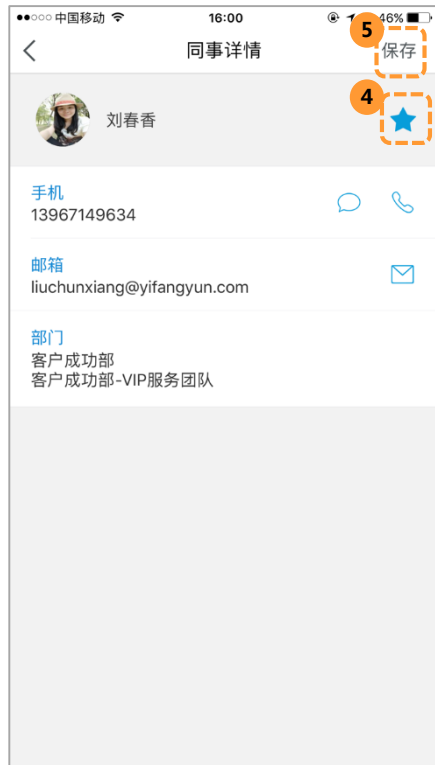 中国移动 16:00 46%
5
同事详情 保存
4
刘春香
手机
13967149634
邮箱
liuchunxiang@yifangyun.com
部门
客户成功部
客户成功部-VIP服务团队